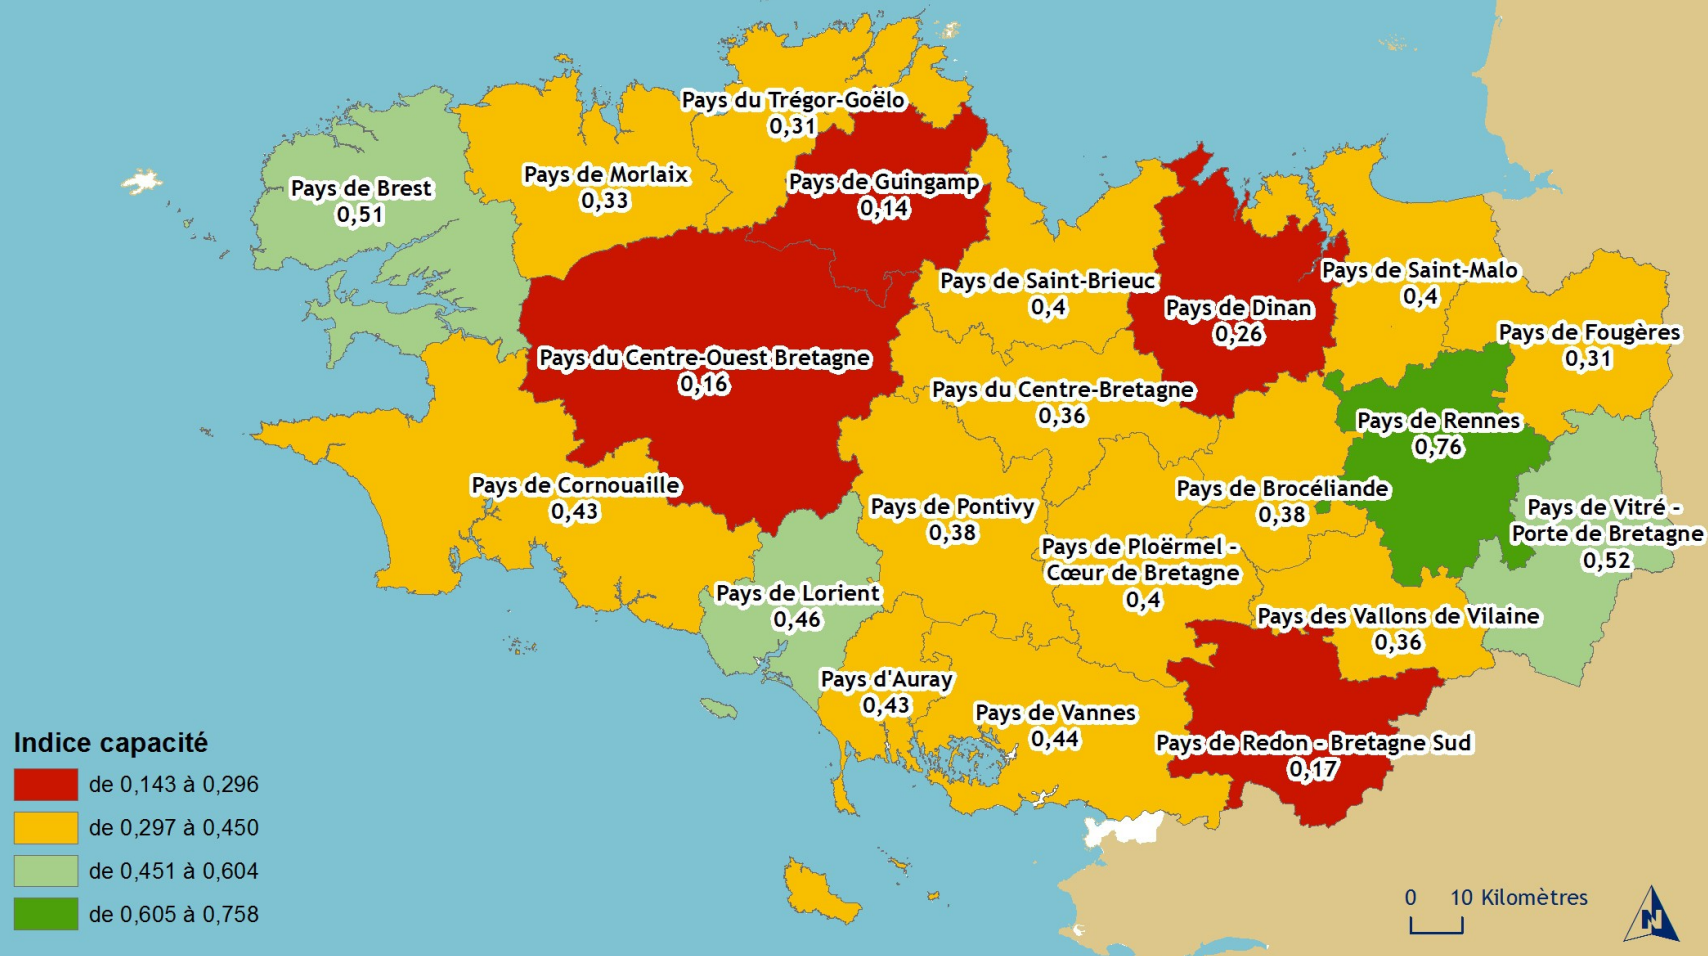 Pays du Trégor-Goëlo
0,31
Pays de Morlaix
0,33
Pays de Brest
0,51
Pays de Guingamp
0,14
Pays de Saint-Brieuc
0,4
Pays de Dinan
0,26
Pays de Saint-Malo
0,4
Pays de Fougères
0,31
Pays du Centre-Ouest Bretagne
0,16
Pays du Centre-Bretagne
0,36
Pays de Rennes
0,76
Pays de Cornouaille
0,43
Pays de Pontivy
0,38
Pays de Brocéliande
0,38
Pays de Vitré -
Porte de Bretagne
0,52
Pays de Ploërmel -
Cœur de Bretagne
0,4
Pays de Lorient
0,46
Pays des Vallons de Vilaine
0,36
Pays d'Auray
0,43
Pays de Vannes
0,44
Pays de Redon - Bretagne Sud
0,17
Indice capacité
de 0,143 à 0,296
de 0,297 à 0,450
de 0,451 à 0,604
de 0,605 à 0,758
0 10 Kilomètres
N